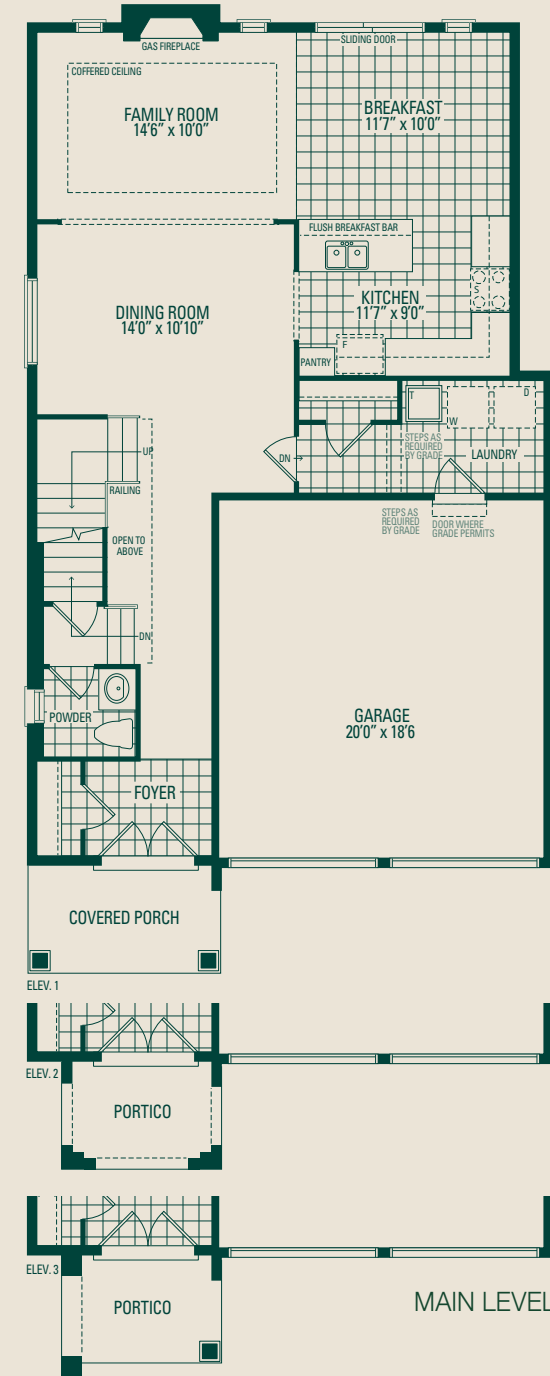 GAS FIREPLACE
SLIDING DOOR
COFFERED CEILING
FAMILY ROOM
14'6" x 10'0"
BREAKFAST
11'7" x 10'0"
FLUSH BREAKFAST BAR
DINING ROOM
14'0" x 10'10"
KITCHEN
11'7" x 9'0"
S
F
PANTRY
T
W
D
UP
DN
STEPS AS
REQUIRED
BY GRADE
LAUNDRY
RAILING
STEPS AS
REQUIRED
BY GRADE
DOOR WHERE
GRADE PERMITS
OPEN TO
ABOVE
DN
POWDER
GARAGE
20'0" x 18'6
FOYER
COVERED PORCH
ELEV. 1
ELEV. 2
PORTICO
ELEV. 3
PORTICO
MAIN LEVEL